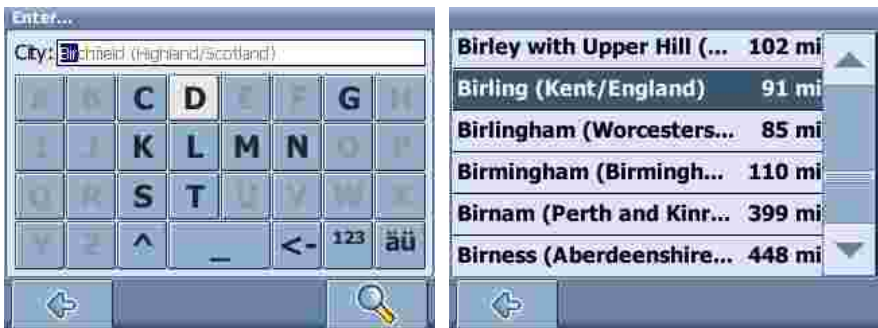 Enter...
City: Birchfield (Highland/Scotland)
A B C D E F G H
I J K L M N O P
Q R S T U V W X
Y Z ^ _ <- 123 äü
Birley with Upper Hill (... 102 mi
Birling (Kent/England) 91 mi
Birlingham (Worcesters... 85 mi
Birmingham (Birmingh... 110 mi
Birnam (Perth and Kinr... 399 mi
Birness (Aberdeenshire... 448 mi